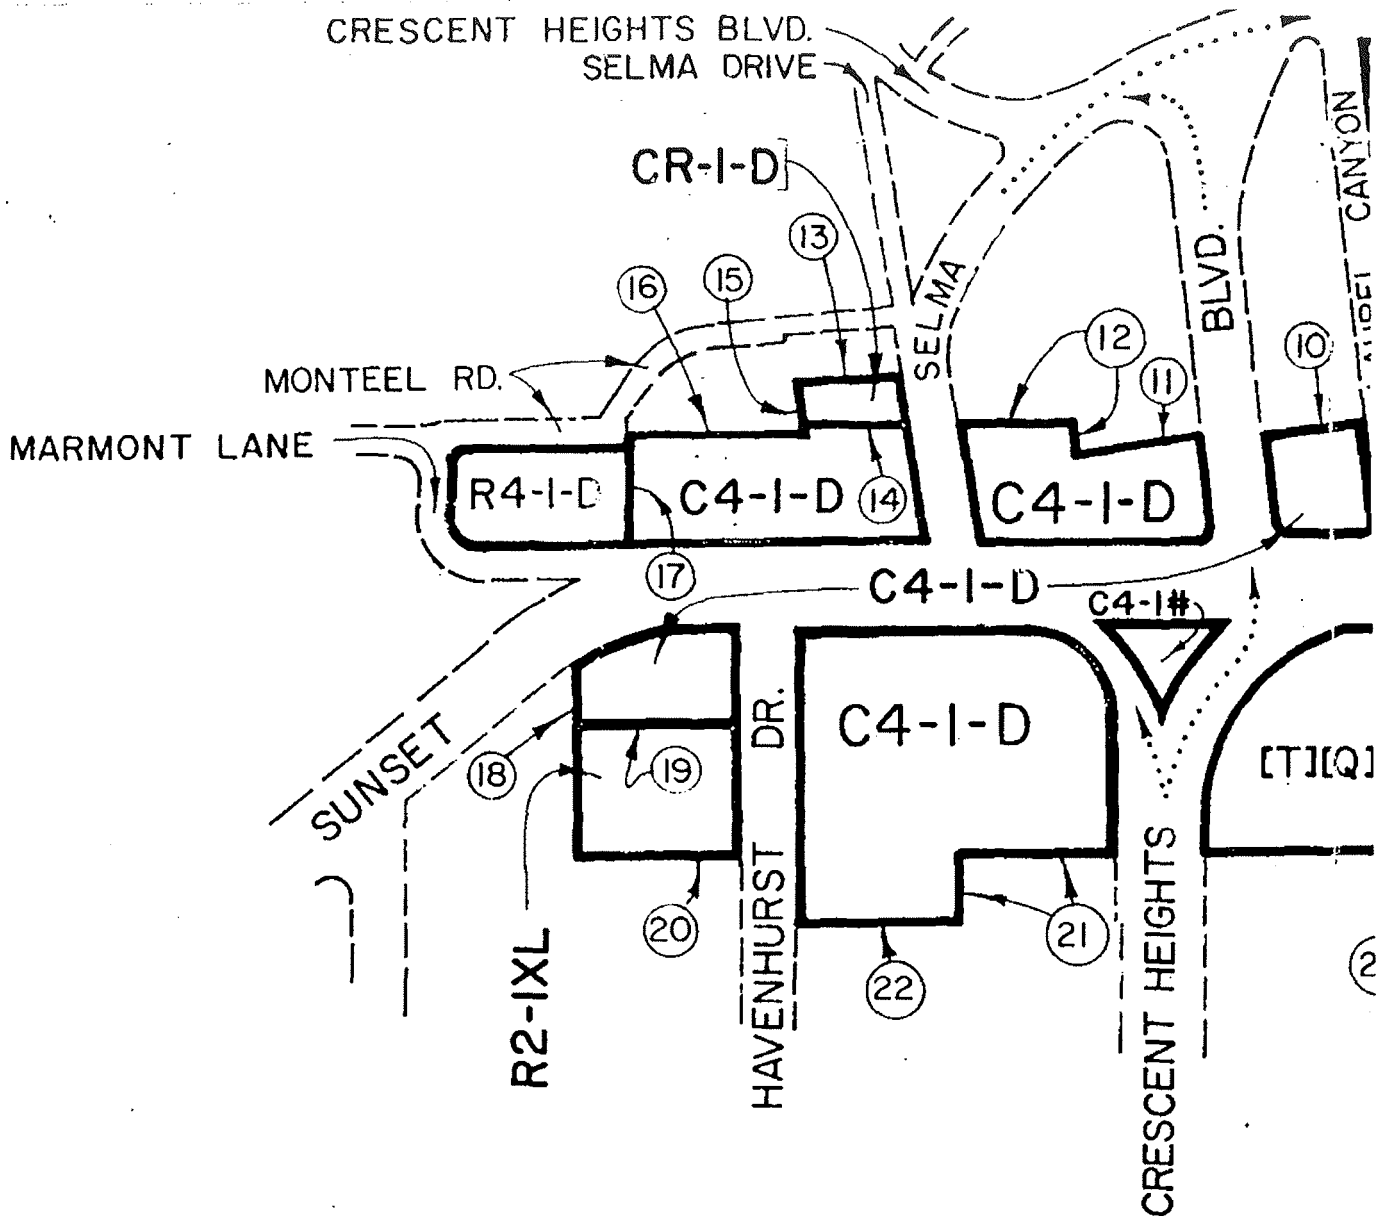 CRESCENT HEIGHTS BLVD.
SELMA DRIVE
CR-1-D
CANYON
13
15
16
SELMA
BLVD.
12
10
11
MONTEEL RD.
MARMONT LANE
R4-1-D
C4-1-D
14
C4-1-D
17
C4-1-D
C4-1#
SUNSET
18
19
DR.
C4-1-D
[T][Q]
20
21
22
R2-1XL
HAVENHURST
CRESCENT HEIGHTS